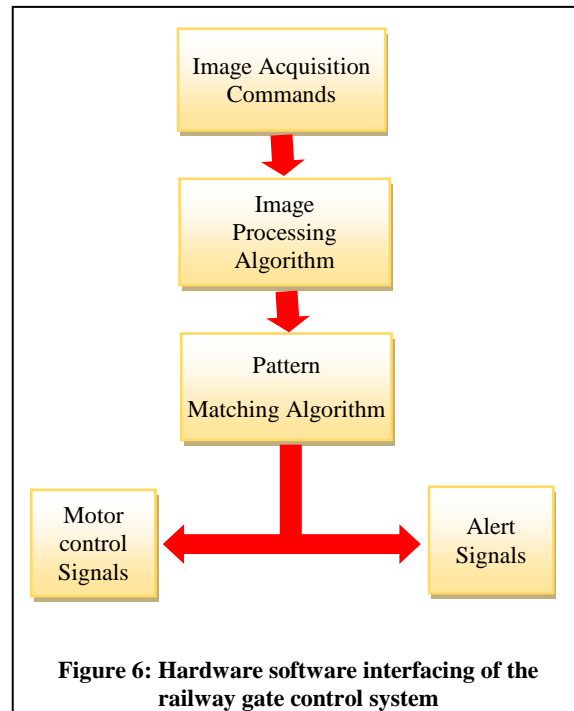 Image Acquisition
Commands
Image
Processing
Algorithm
Pattern
Matching Algorithm
Motor
control
Signals
Alert
Signals
Figure 6: Hardware software interfacing of the
railway gate control system